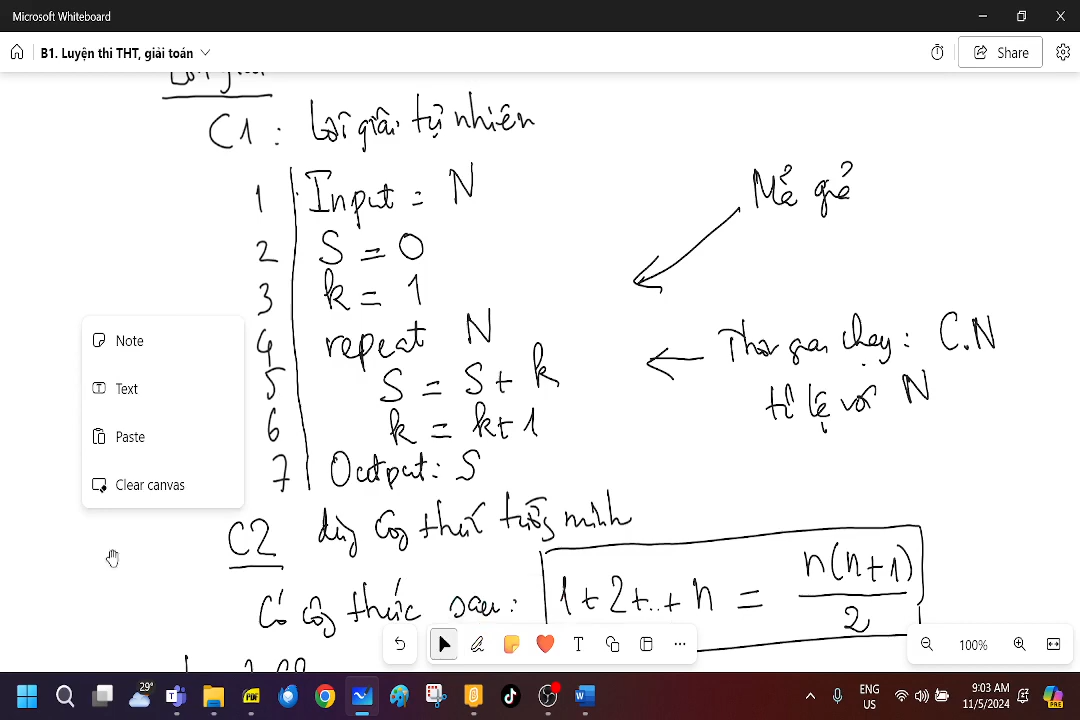 Microsoft Whiteboard
B1. Luyện thi THT, giải toán
Share
C1 : Lời giải tự nhiên
1 Input = N
2 S = 0
3 k = 1
4 repeat N
5 S = S + k
6 k = k+1
7 Output: S
Mã giả
Thời gian chạy: C.N
tỉ lệ với N
Note
Text
Paste
Clear canvas
C2 dùng công thức tường minh
Có công thức sau: 1+2+..+n = n(n+1)/2
100%
29°
ENG
US
9:03 AM
11/5/2024